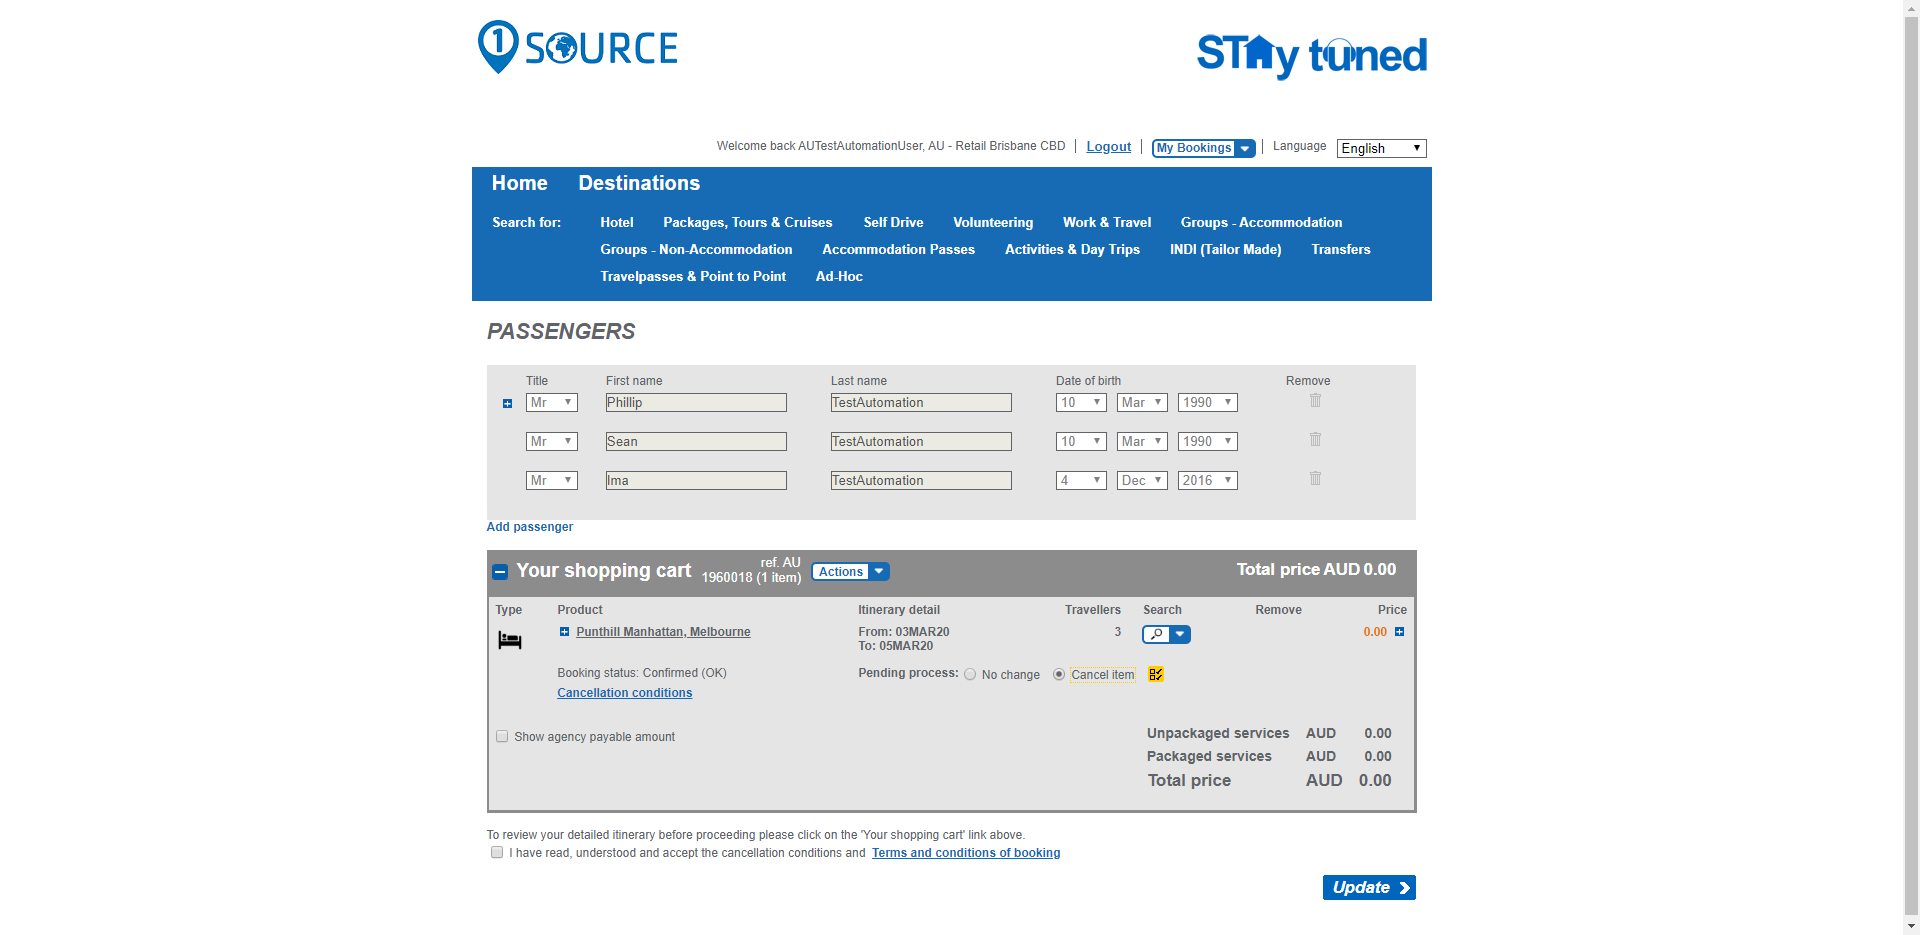 1 SOURCE
STAy tuned
Welcome back AUTestAutomationUser, AU - Retail Brisbane CBD | Logout | My Bookings | Language English
Home Destinations
Search for: Hotel Packages, Tours & Cruises Self Drive Volunteering Work & Travel Groups - Accommodation
Groups - Non-Accommodation Accommodation Passes Activities & Day Trips INDI (Tailor Made) Transfers
Travelpasses & Point to Point Ad-Hoc
PASSENGERS
Title First name Last name Date of birth Remove
Mr Phillip TestAutomation 10 Mar 1990
Mr Sean TestAutomation 10 Mar 1990
Mr Ima TestAutomation 4 Dec 2016
Add passenger
Your shopping cart ref. AU 1960018 (1 item) Actions Total price AUD 0.00
Type Product Itinerary detail Travellers Search Remove Price
Punthill Manhattan, Melbourne From: 03MAR20 3 0.00
To: 05MAR20
Booking status: Confirmed (OK) Pending process: No change Cancel item
Cancellation conditions
Show agency payable amount Unpackaged services AUD 0.00
Packaged services AUD 0.00
Total price AUD 0.00
To review your detailed itinerary before proceeding please click on the 'Your shopping cart' link above.
I have read, understood and accept the cancellation conditions and Terms and conditions of booking
Update